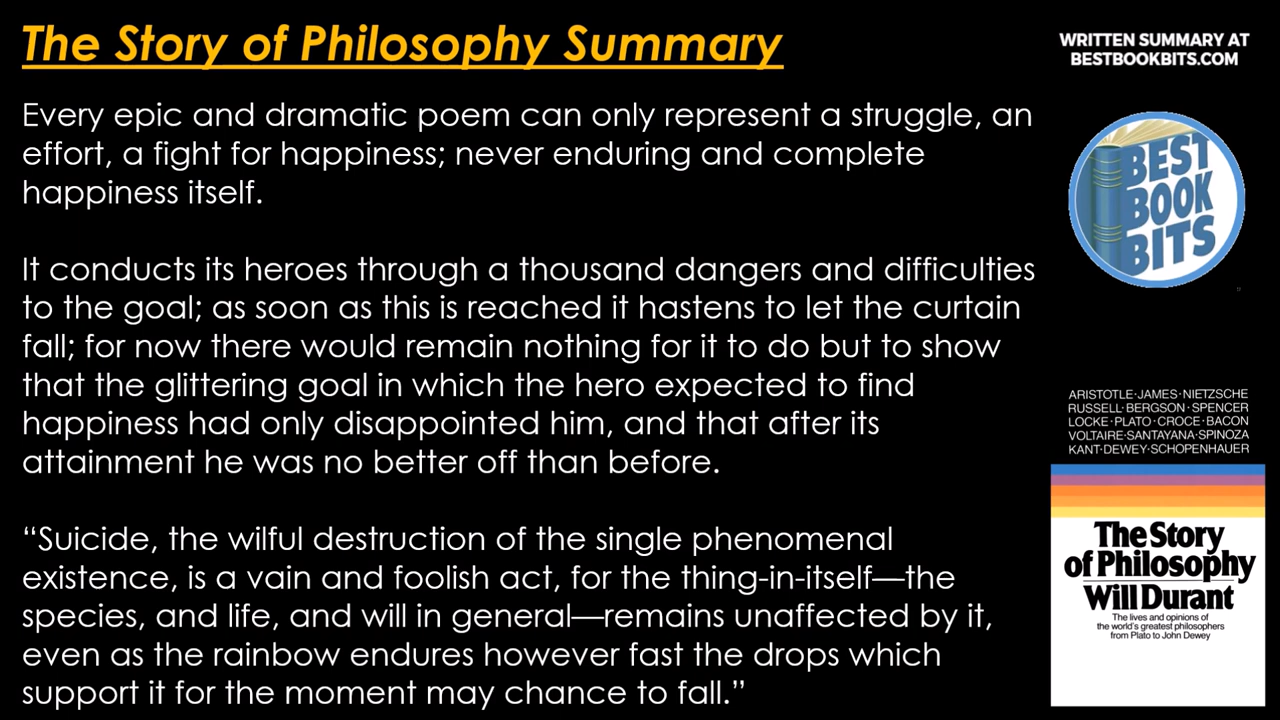 The Story of Philosophy Summary
WRITTEN SUMMARY AT
BESTBOOKBITS.COM
Every epic and dramatic poem can only represent a struggle, an
effort, a fight for happiness; never enduring and complete
happiness itself.
It conducts its heroes through a thousand dangers and difficulties
to the goal; as soon as this is reached it hastens to let the curtain
fall; for now there would remain nothing for it to do but to show
that the glittering goal in which the hero expected to find
happiness had only disappointed him, and that after its
attainment he was no better off than before.
“Suicide, the wilful destruction of the single phenomenal
existence, is a vain and foolish act, for the thing-in-itself—the
species, and life, and will in general—remains unaffected by it,
even as the rainbow endures however fast the drops which
support it for the moment may chance to fall.”
BEST
BOOK
BITS
ARISTOTLE·JAMES·NIETZSCHE
RUSSELL·BERGSON·SPENCER
LOCKE·PLATO·CROCE·BACON
VOLTAIRE·SANTAYANA·SPINOZA
KANT·DEWEY·SCHOPENHAUER
The Story
of Philosophy
Will Durant
The lives and opinions of
the world's greatest philosophers
from Plato to John Dewey